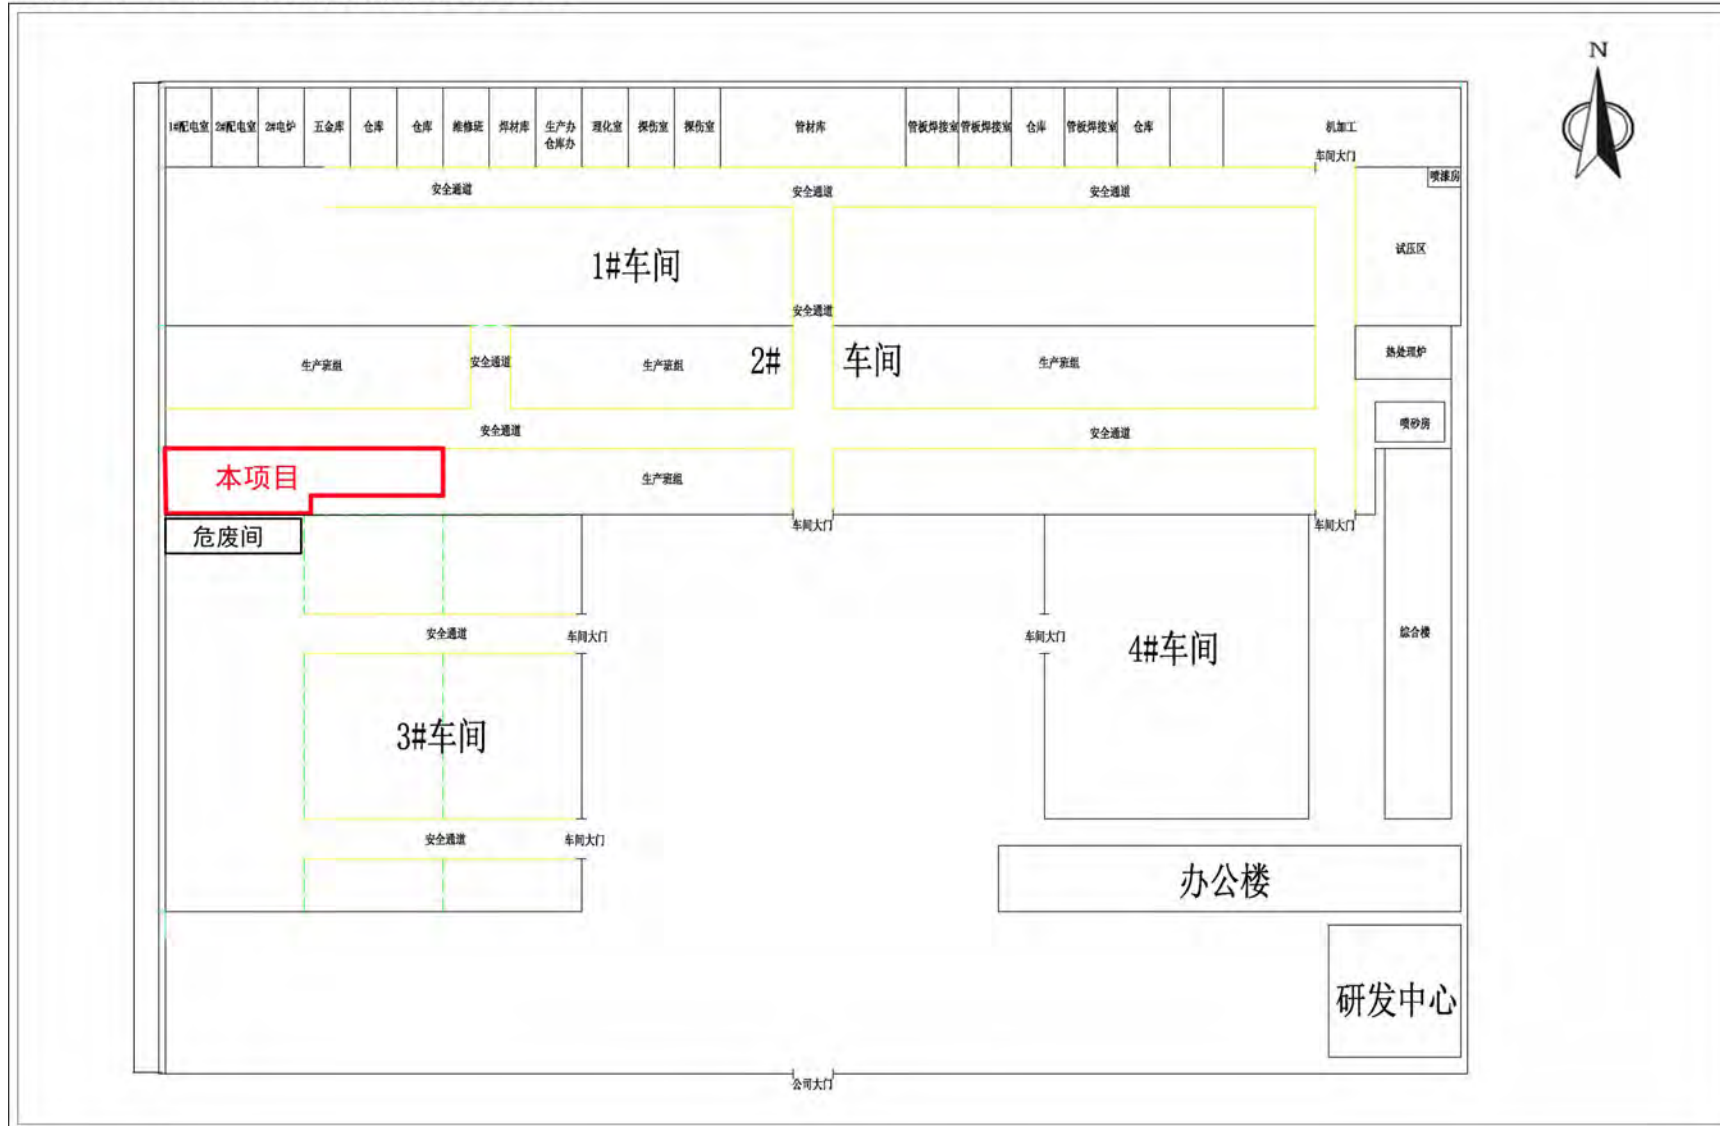 N
1#配电室
2#配电室
2#电炉
五金库
仓库
仓库
维修班
焊材库
生产办
仓库办
理化室
探伤室
探伤室
管材库
管板焊接室
管板焊接室
仓库
管板焊接室
仓库
机加工
车间大门
喷漆房
安全通道
安全通道
安全通道
试压区
1#车间
安全通道
生产班组
安全通道
生产班组
2#
车间
生产班组
热处理炉
喷砂房
安全通道
安全通道
本项目
生产班组
危废间
车间大门
车间大门
安全通道
车间大门
车间大门
4#车间
综合楼
3#车间
安全通道
车间大门
办公楼
研发中心
公司大门